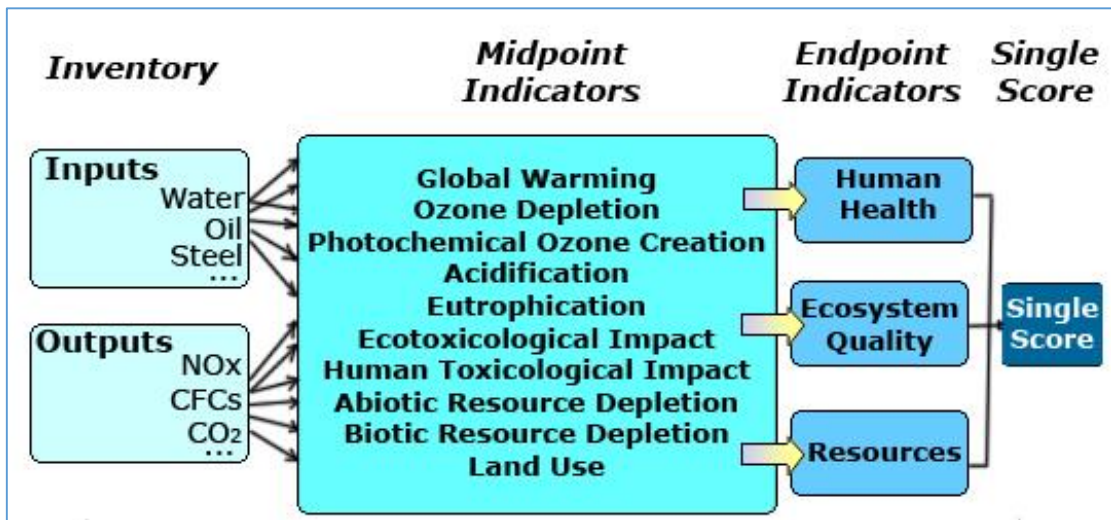 Inventory
Midpoint
Indicators
Endpoint
Indicators
Single
Score
Inputs
Water
Oil
Steel
...
Outputs
NOx
CFCs
CO₂
...
Global Warming
Ozone Depletion
Photochemical Ozone Creation
Acidification
Eutrophication
Ecotoxicological Impact
Human Toxicological Impact
Abiotic Resource Depletion
Biotic Resource Depletion
Land Use
Human
Health
Ecosystem
Quality
Resources
Single
Score